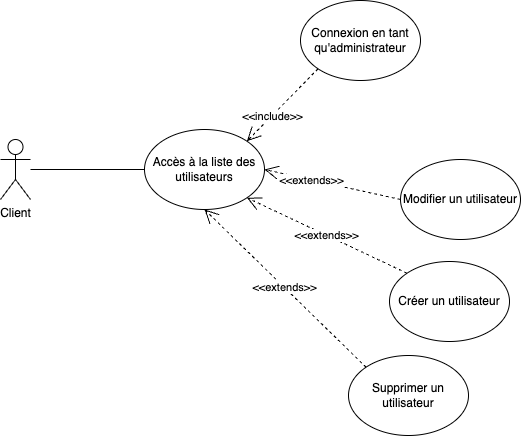 Connexion en tant
qu'administrateur
<<include>>
Accès à la liste des
utilisateurs
<<extends>>
Modifier un utilisateur
Client
<<extends>>
Créer un utilisateur
<<extends>>
Supprimer un
utilisateur